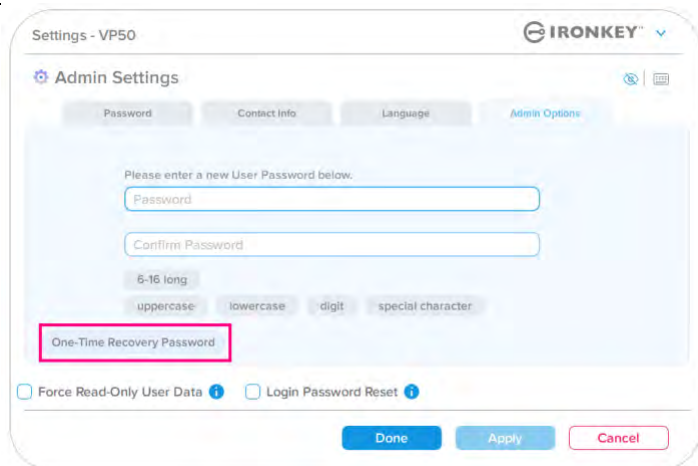 Settings - VP50
IRONKEY™
Admin Settings
Password
Contact Info
Language
Admin Options
Please enter a new User Password below.
Password
Confirm Password
6-16 long
uppercase lowercase digit special character
One-Time Recovery Password
Force Read-Only User Data
Login Password Reset
Done
Apply
Cancel